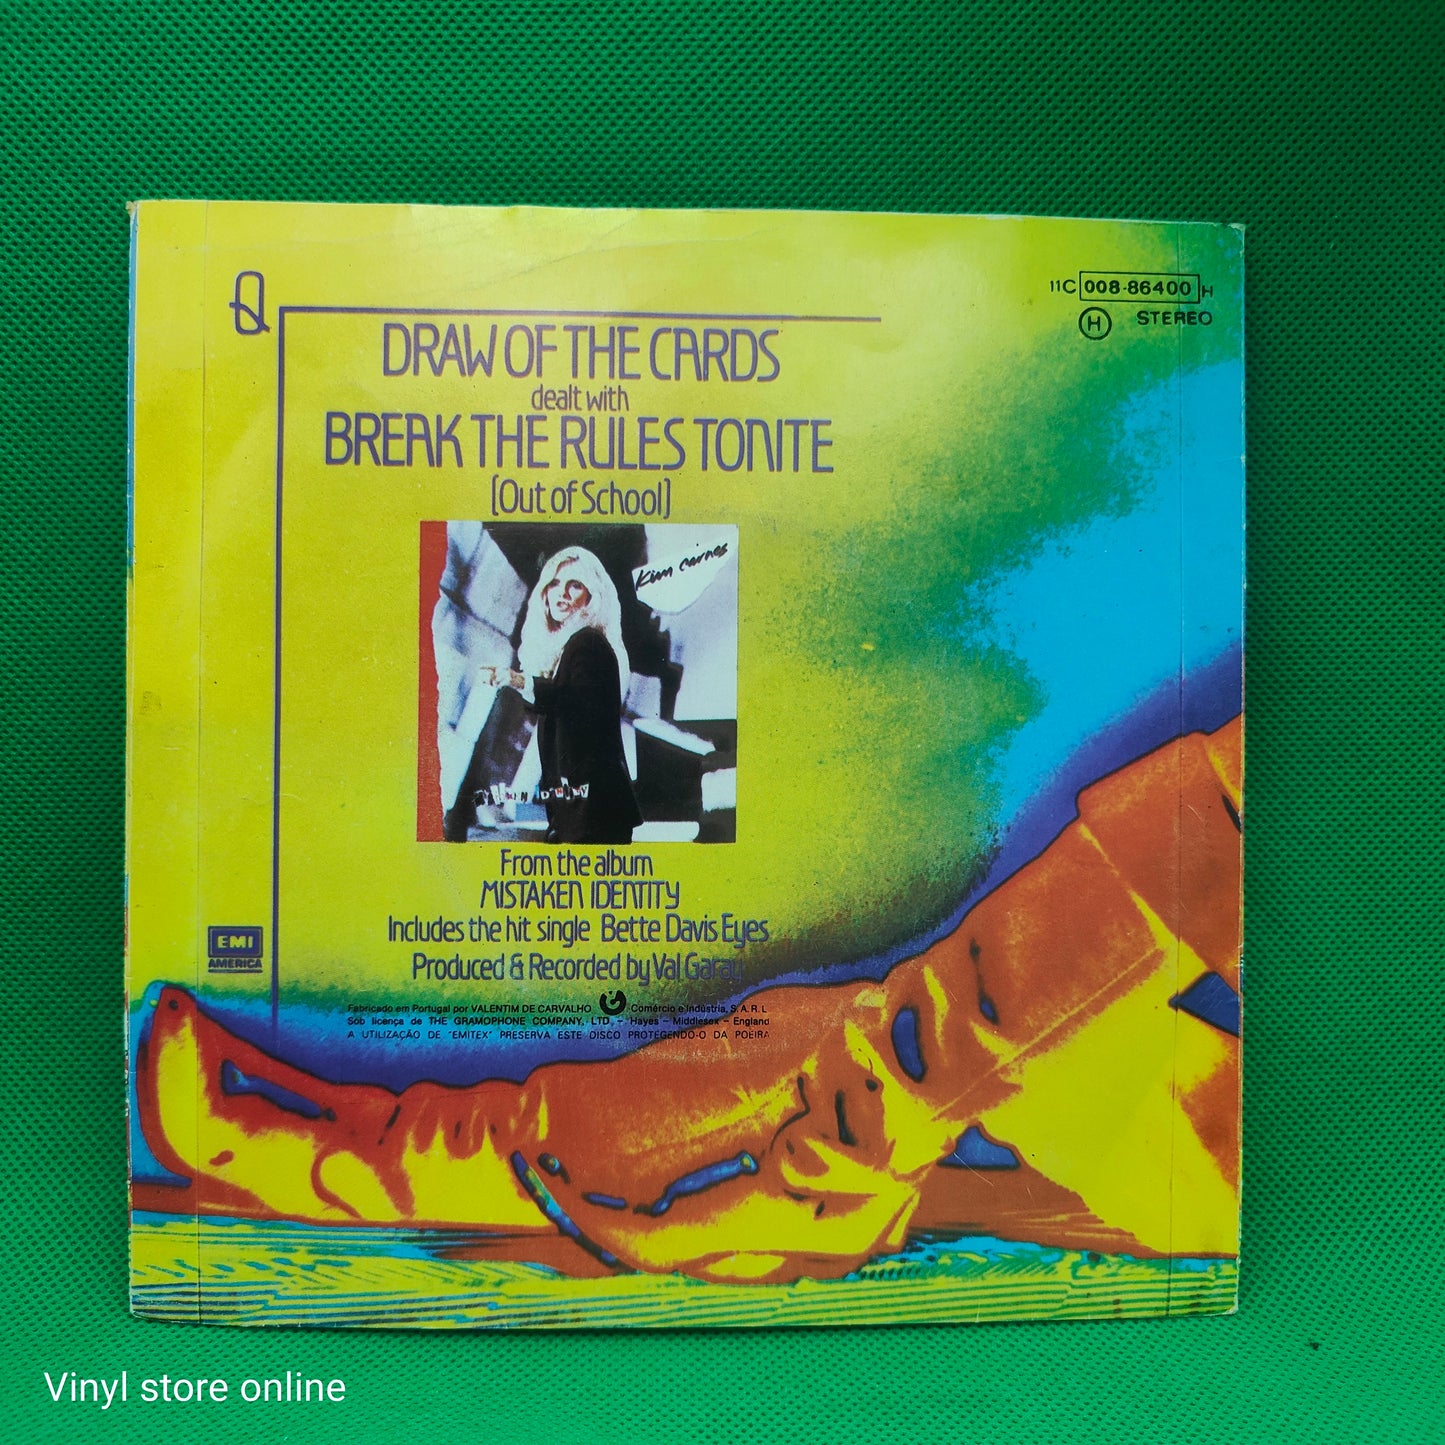 Q
11C 008-86400 H
H STEREO
DRAW OF THE CARDS
dealt with
BREAK THE RULES TONITE
(Out of School)
Kim Carnes
From the album
MISTAKEN IDENTITY
Includes the hit single Bette Davis Eyes
Produced & Recorded by Val Garay
EMI
AMERICA
Fabricado em Portugal por VALENTIM DE CARVALHO Comércio e Indústria, S.A.R.L
Sob licença de THE GRAMOPHONE COMPANY, LTD. - Hayes - Middlesex - England
A UTILIZAÇÃO DE "EMITEX" PRESERVA ESTE DISCO PROTEGENDO-O DA POEIRA
Vinyl store online